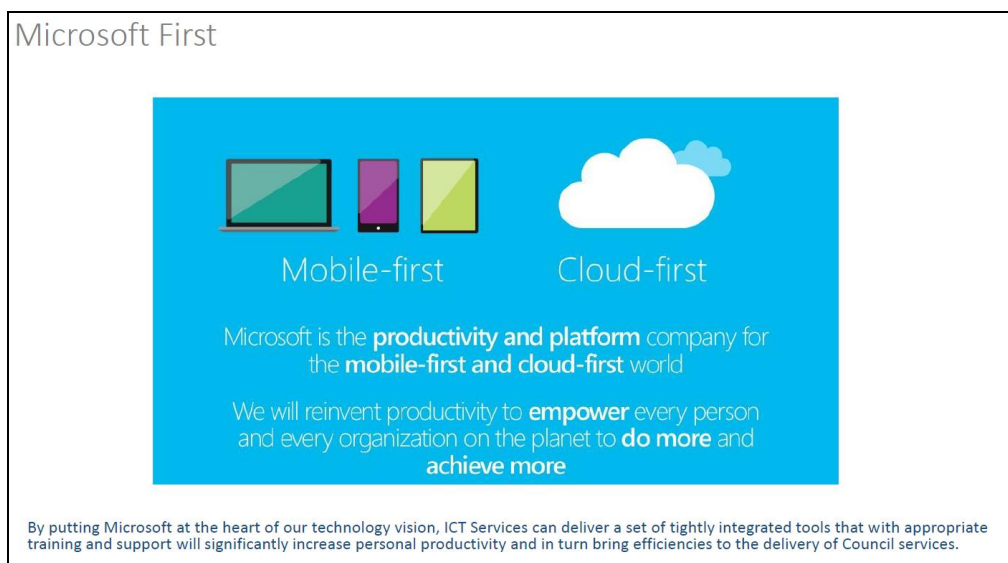 Microsoft First
Mobile-first
Cloud-first
Microsoft is the productivity and platform company for
the mobile-first and cloud-first world
We will reinvent productivity to empower every person
and every organization on the planet to do more and
achieve more
By putting Microsoft at the heart of our technology vision, ICT Services can deliver a set of tightly integrated tools that with appropriate
training and support will significantly increase personal productivity and in turn bring efficiencies to the delivery of Council services.